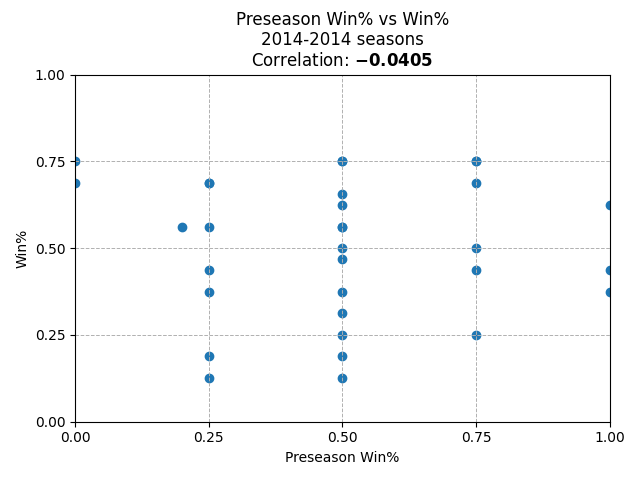 Preseason Win% vs Win%
2014-2014 seasons
Correlation: −0.0405
1.00
0.75
0.50
0.25
0.00
Win%
0.00 0.25 0.50 0.75 1.00
Preseason Win%